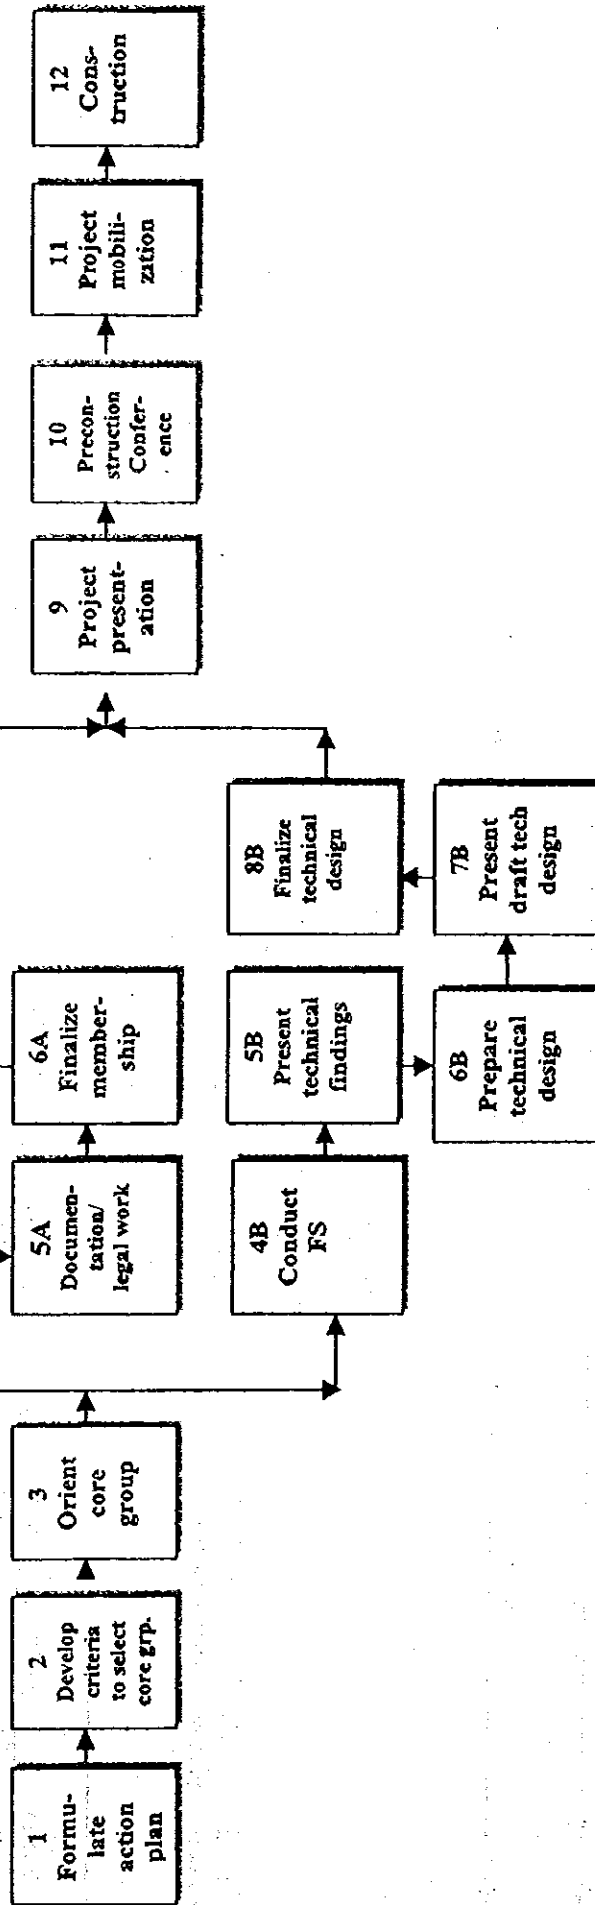 1
Formu-
late
action
plan
2
Develop
criteria
to select
core grp.
3
Orient
core
group
5A
Documen-
tation/
legal work
6A
Finalize
member-
ship
4B
Conduct
FS
5B
Present
technical
findings
6B
Prepare
technical
design
7B
Present
draft tech
design
8B
Finalize
technical
design
9
Project
present-
ation
10
Precon-
struction
Confer-
ence
11
Project
mobili-
zation
12
Cons-
truction